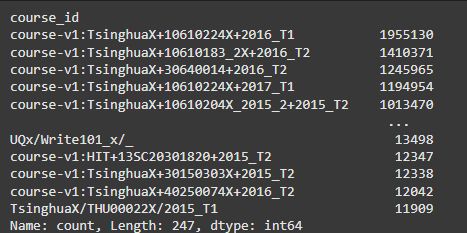 course_id
course-v1:TsinghuaX+10610224X+2016_T1 1955130
course-v1:TsinghuaX+10610183_2X+2016_T2 1410371
course-v1:TsinghuaX+30640014+2016_T2 1245965
course-v1:TsinghuaX+10610224X+2017_T1 1194954
course-v1:TsinghuaX+10610204X_2015_2+2015_T2 1013470
...
UQx/Write101_x/_ 13498
course-v1:HIT+13SC20301820+2015_T2 12347
course-v1:TsinghuaX+30150303X+2015_T2 12338
course-v1:TsinghuaX+40250074X+2016_T2 12042
TsinghuaX/THU00022X/2015_T1 11909
Name: count, Length: 247, dtype: int64